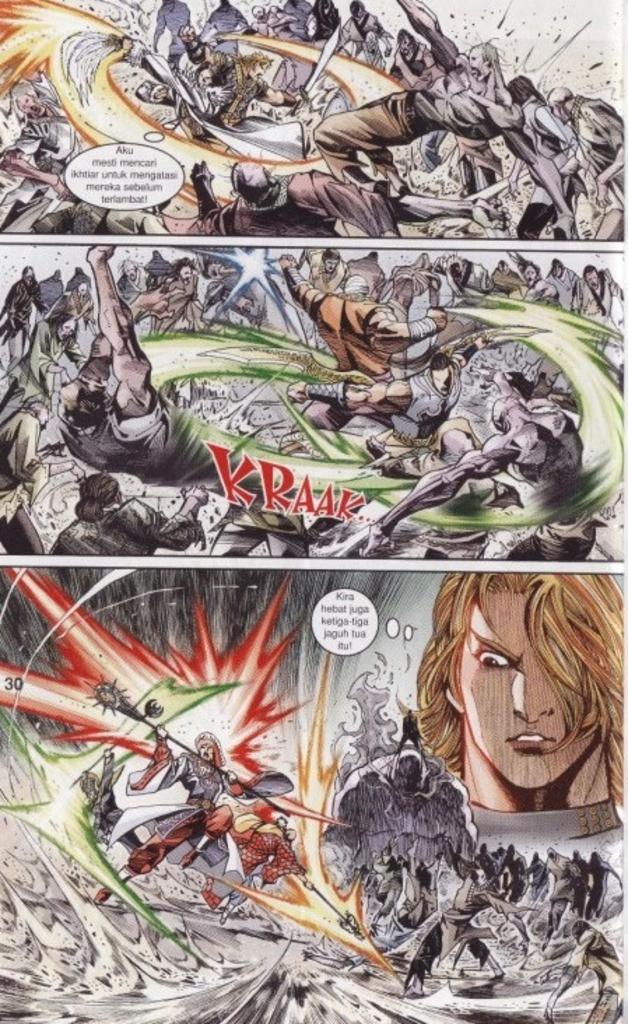 Aku
mesti mencari
ikhtiar untuk mengatasi
mereka sebelum
terlambat!
KRAAK...
Kira
hebat juga
ketiga-tiga
jaguh tua
itu!
30